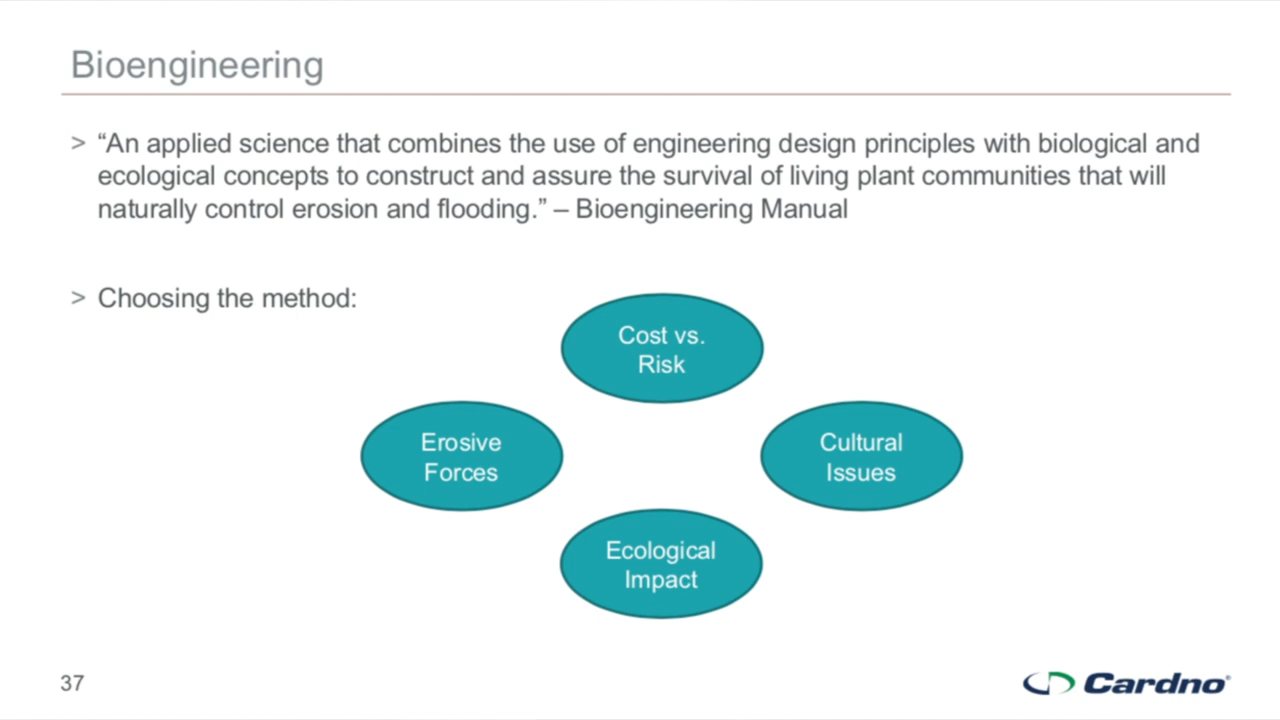 Bioengineering
> “An applied science that combines the use of engineering design principles with biological and
ecological concepts to construct and assure the survival of living plant communities that will
naturally control erosion and flooding.” – Bioengineering Manual
> Choosing the method:
Cost vs.
Risk
Erosive
Forces
Cultural
Issues
Ecological
Impact
37
Cardno®